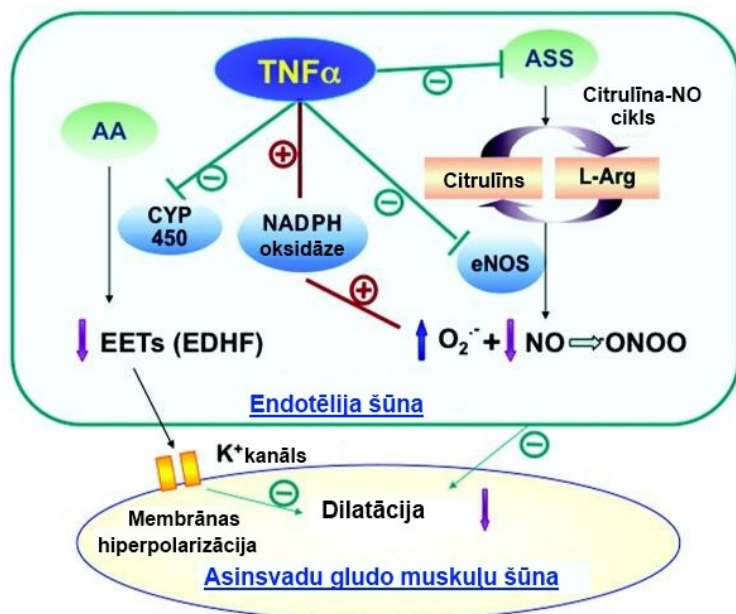 TNFα
ASS
Citrulīna-NO
cikls
AA
Citrulīns
L-Arg
CYP
450
NADPH
oksidāze
eNOS
EETs (EDHF)
O₂·⁻ + NO ⇒ ONOO
Endotēlija šūna
K⁺ kanāls
Dilatācija
Membrānas
hiperpolarizācija
Asinsvadu gludo muskuļu šūna